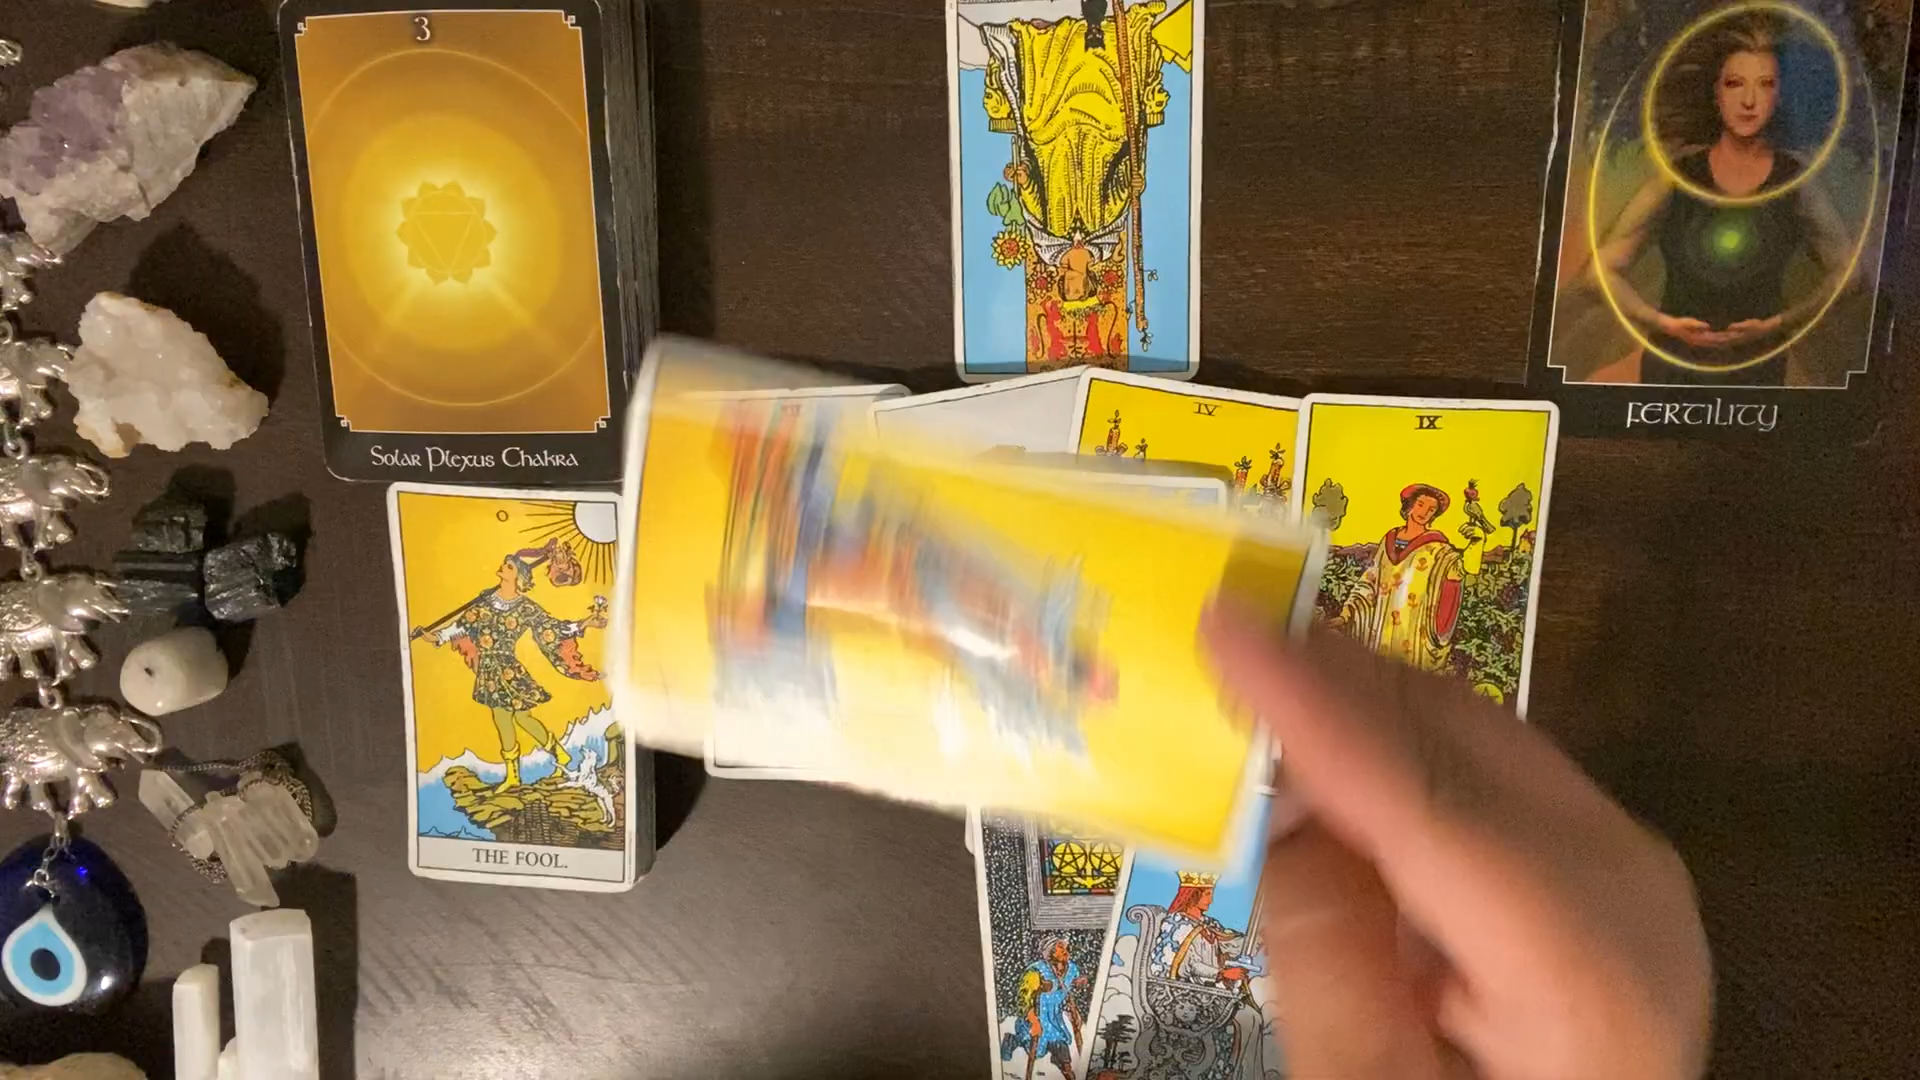 3
Solar Plexus Chakra
FERTILITY
IV
IX
0
THE FOOL.